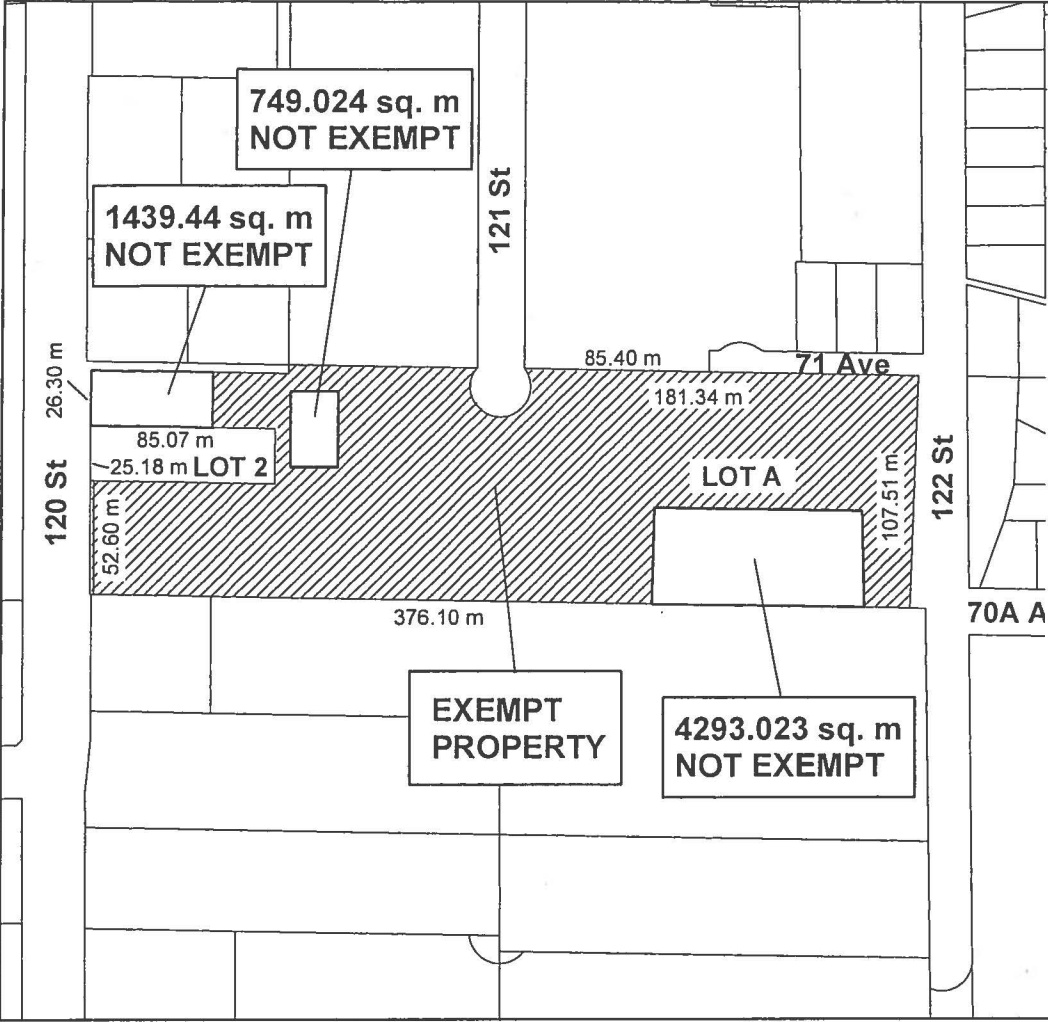 749.024 sq. m
NOT EXEMPT
1439.44 sq. m
NOT EXEMPT
121 St
26.30 m
85.40 m
71 Ave
181.34 m
85.07 m
25.18 m LOT 2
LOT A
120 St
52.60 m
107.51 m
122 St
376.10 m
70A A
EXEMPT
PROPERTY
4293.023 sq. m
NOT EXEMPT